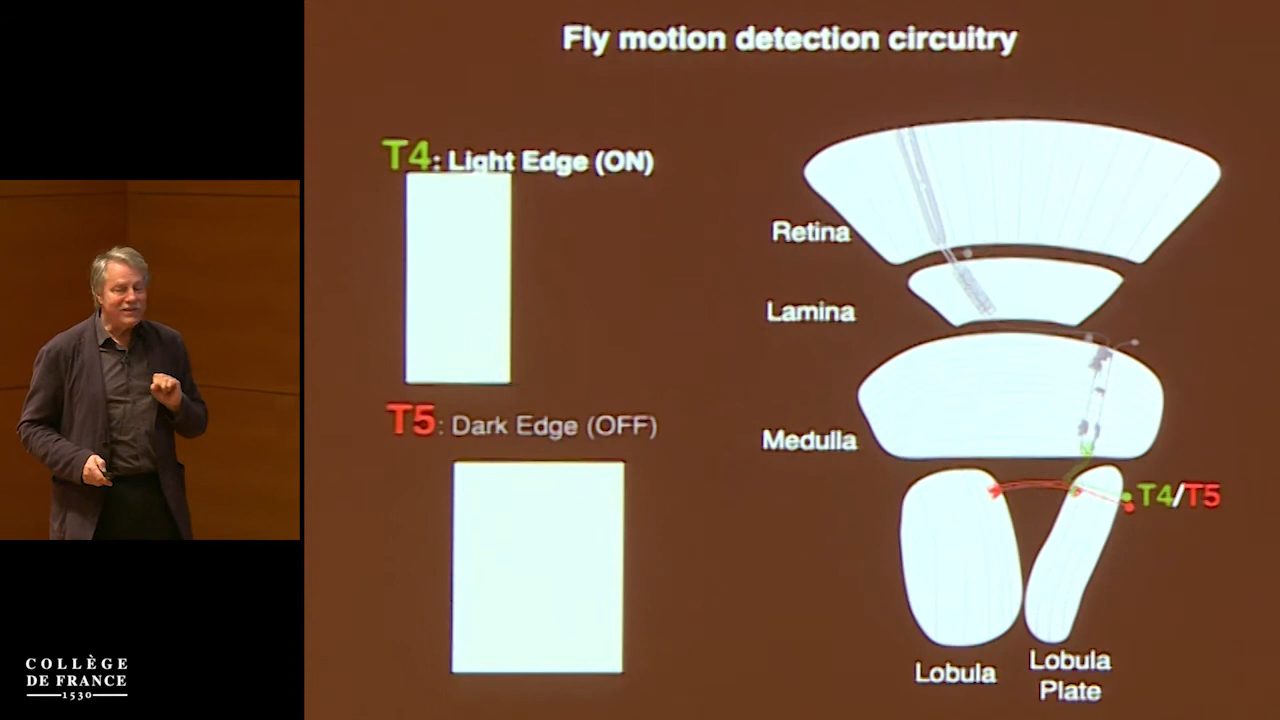 Fly motion detection circuitry
T4: Light Edge (ON)
Retina
Lamina
T5: Dark Edge (OFF)
Medulla
T4/T5
Lobula
Lobula
Plate
COLLÈGE
DE FRANCE
1530